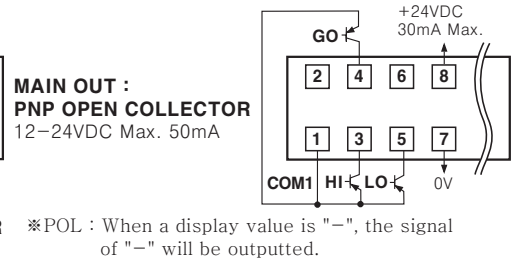 +24VDC
30mA Max.
GO
2 4 6 8
MAIN OUT :
PNP OPEN COLLECTOR
12-24VDC Max. 50mA
1 3 5 7
COM1 HI LO 0V
※POL : When a display value is "-", the signal
of "-" will be outputted.